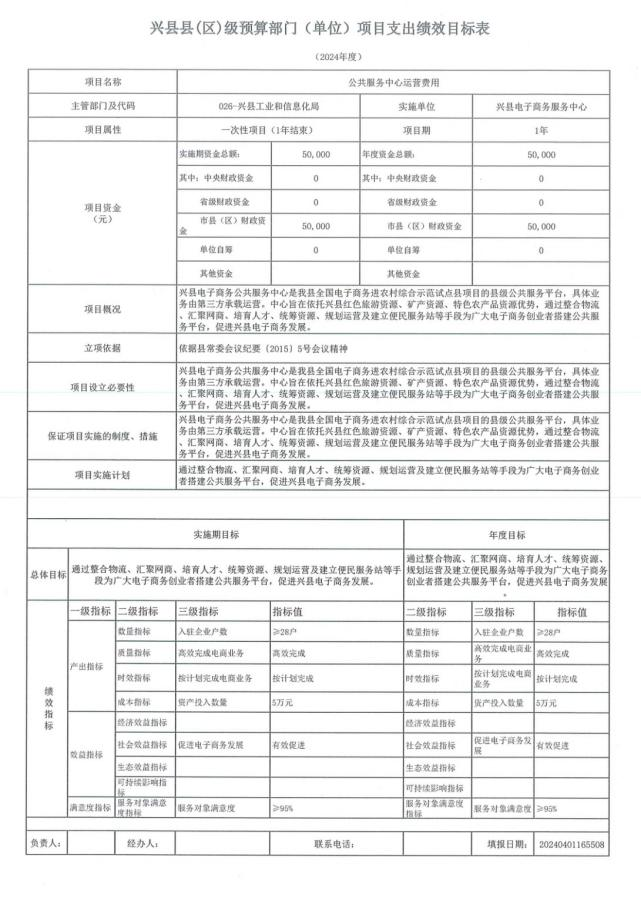 兴县县(区)级预算部门（单位）项目支出绩效目标表
（2024年度）
项目名称 公共服务中心运营费用
主管部门及代码 026-兴县工业和信息化局 实施单位 兴县电子商务服务中心
项目属性 一次性项目（1年结束） 项目期 1年
项目资金
（元）
实施期资金总额： 50,000 年度资金总额： 50,000
其中：中央财政资金 0 其中：中央财政资金 0
省级财政资金 0 省级财政资金 0
市县（区）财政资
金 50,000 市县（区）财政资金 50,000
单位自筹 0 单位自筹 0
其他资金 其他资金
项目概况
兴县电子商务公共服务中心是我县全国电子商务进农村综合示范试点县项目的县级公共服务平台，具体业
务由第三方承载运营。中心旨在依托兴县红色旅游资源、矿产资源、特色农产品资源优势，通过整合物流
、汇聚网商、培育人才、统筹资源、规划运营及建立便民服务站等手段为广大电子商务创业者搭建公共服
务平台，促进兴县电子商务发展。
立项依据 依据县常委会议纪要〔2015〕5号会议精神
项目设立必要性
兴县电子商务公共服务中心是我县全国电子商务进农村综合示范试点县项目的县级公共服务平台，具体业
务由第三方承载运营。中心旨在依托兴县红色旅游资源、矿产资源、特色农产品资源优势，通过整合物流
、汇聚网商、培育人才、统筹资源、规划运营及建立便民服务站等手段为广大电子商务创业者搭建公共服
务平台，促进兴县电子商务发展。
保证项目实施的制度、措施
兴县电子商务公共服务中心是我县全国电子商务进农村综合示范试点县项目的县级公共服务平台，具体业
务由第三方承载运营。中心旨在依托兴县红色旅游资源、矿产资源、特色农产品资源优势，通过整合物流
、汇聚网商、培育人才、统筹资源、规划运营及建立便民服务站等手段为广大电子商务创业者搭建公共服
务平台，促进兴县电子商务发展。
项目实施计划
通过整合物流、汇聚网商、培育人才、统筹资源、规划运营及建立便民服务站等手段为广大电子商务创业
者搭建公共服务平台，促进兴县电子商务发展。
实施期目标 年度目标
总体目标
通过整合物流、汇聚网商、培育人才、统筹资源、规划运营及建立便民服务站等手
段为广大电子商务创业者搭建公共服务平台，促进兴县电子商务发展。
通过整合物流、汇聚网商、培育人才、统筹资源、
规划运营及建立便民服务站等手段为广大电子商务
创业者搭建公共服务平台，促进兴县电子商务发展
。
绩效指标
一级指标 二级指标 三级指标 指标值 二级指标 三级指标 指标值
产出指标
数量指标 入驻企业户数 ≥28户 数量指标 入驻企业户数 ≥28户
质量指标 高效完成电商业务 高效完成 质量指标 高效完成电商业
务 高效完成
时效指标 按计划完成电商业务 按计划完成 时效指标 按计划完成电商
业务 按计划完成
成本指标 资产投入数量 5万元 成本指标 资产投入数量 5万元
效益指标
经济效益指标 经济效益指标
社会效益指标 促进电子商务发展 有效促进 社会效益指标 促进电子商务发
展 有效促进
生态效益指标 生态效益指标
可持续影响指
标 可持续影响指标
满意度指标 服务对象满意
度指标 服务对象满意度 ≥95% 服务对象满意度
指标 服务对象满意度 ≥95%
负责人： 经办人： 联系电话： 填报日期： 20240401165508